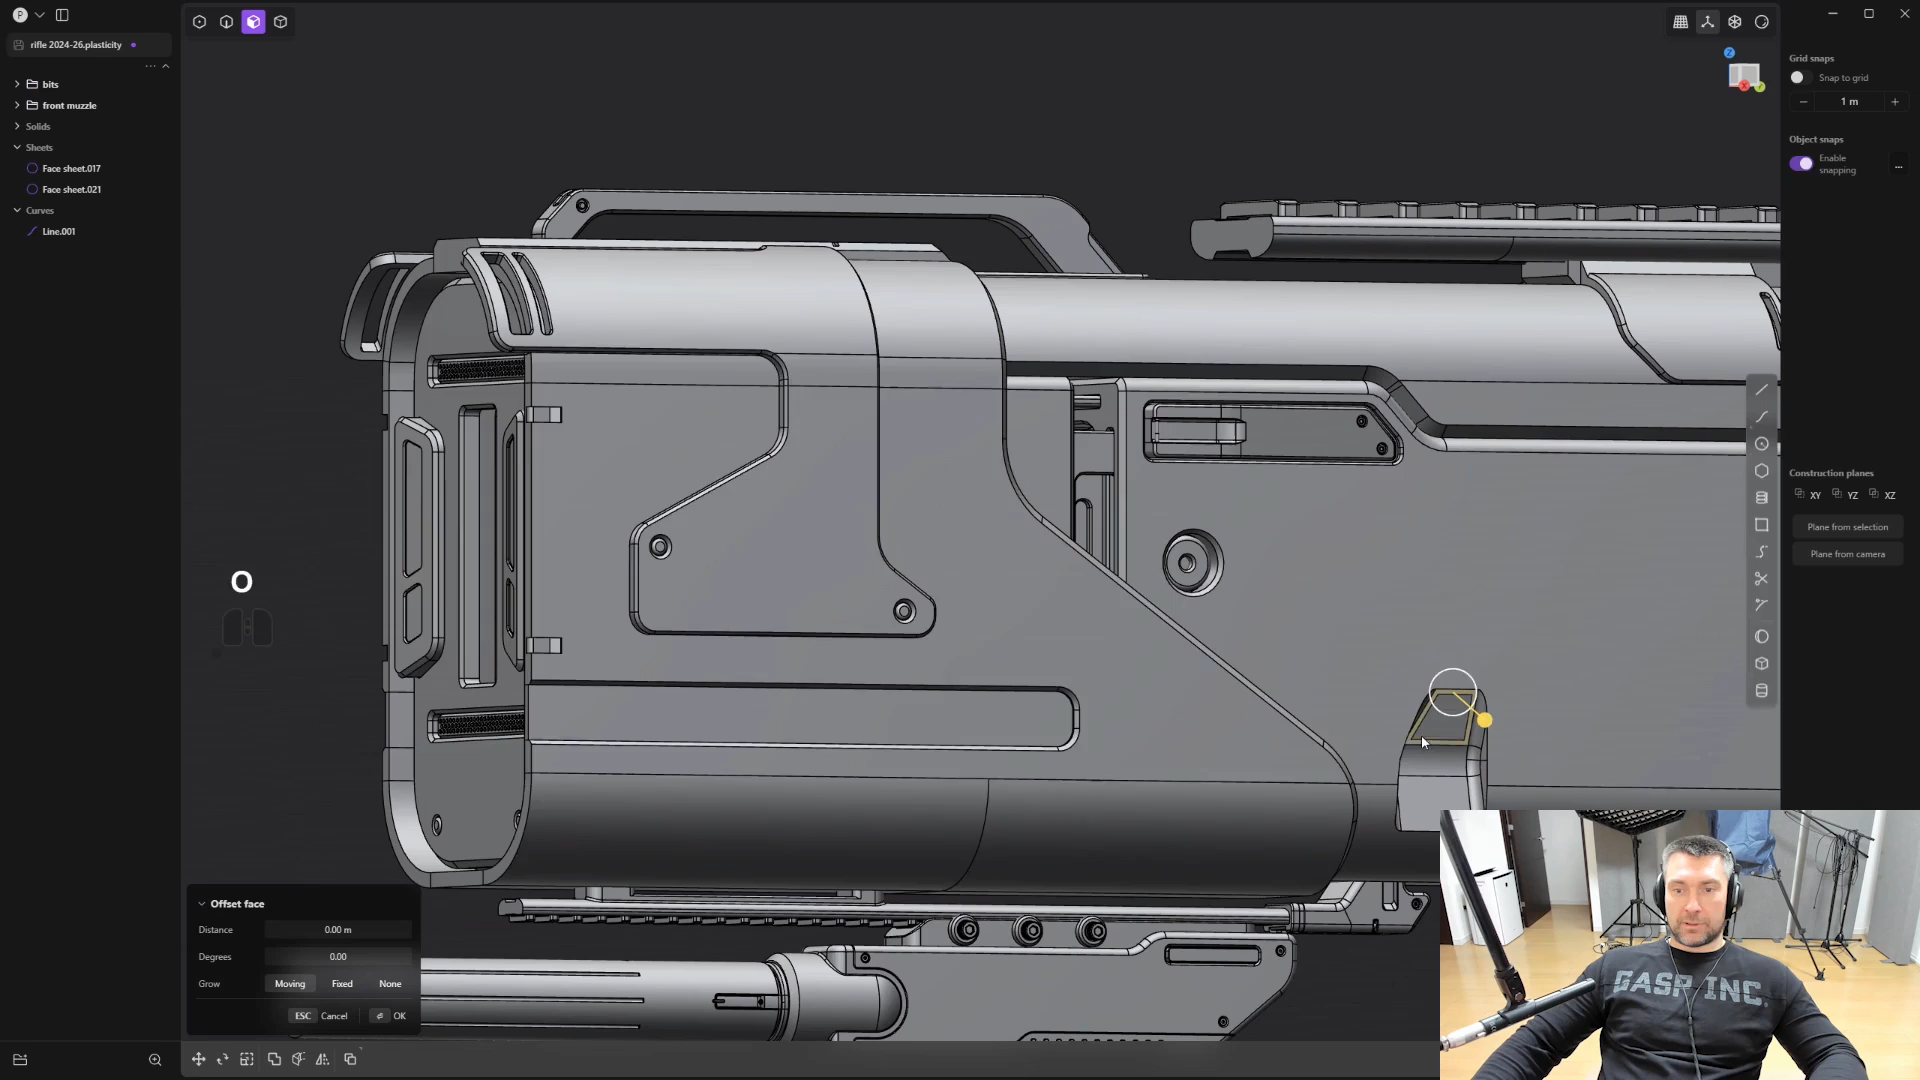 P
rifle 2024-26.plasticity
bits
front muzzle
Solids
Sheets
Face sheet.017
Face sheet.021
Curves
Line.001
Z
X
Y
Grid snaps
Snap to grid
1 m
Object snaps
Enable
snapping
Construction planes
XY YZ XZ
Plane from selection
Plane from camera
O
Offset face
Distance 0.00 m
Degrees 0.00
Grow Moving Fixed None
ESC Cancel OK
GASP INC.